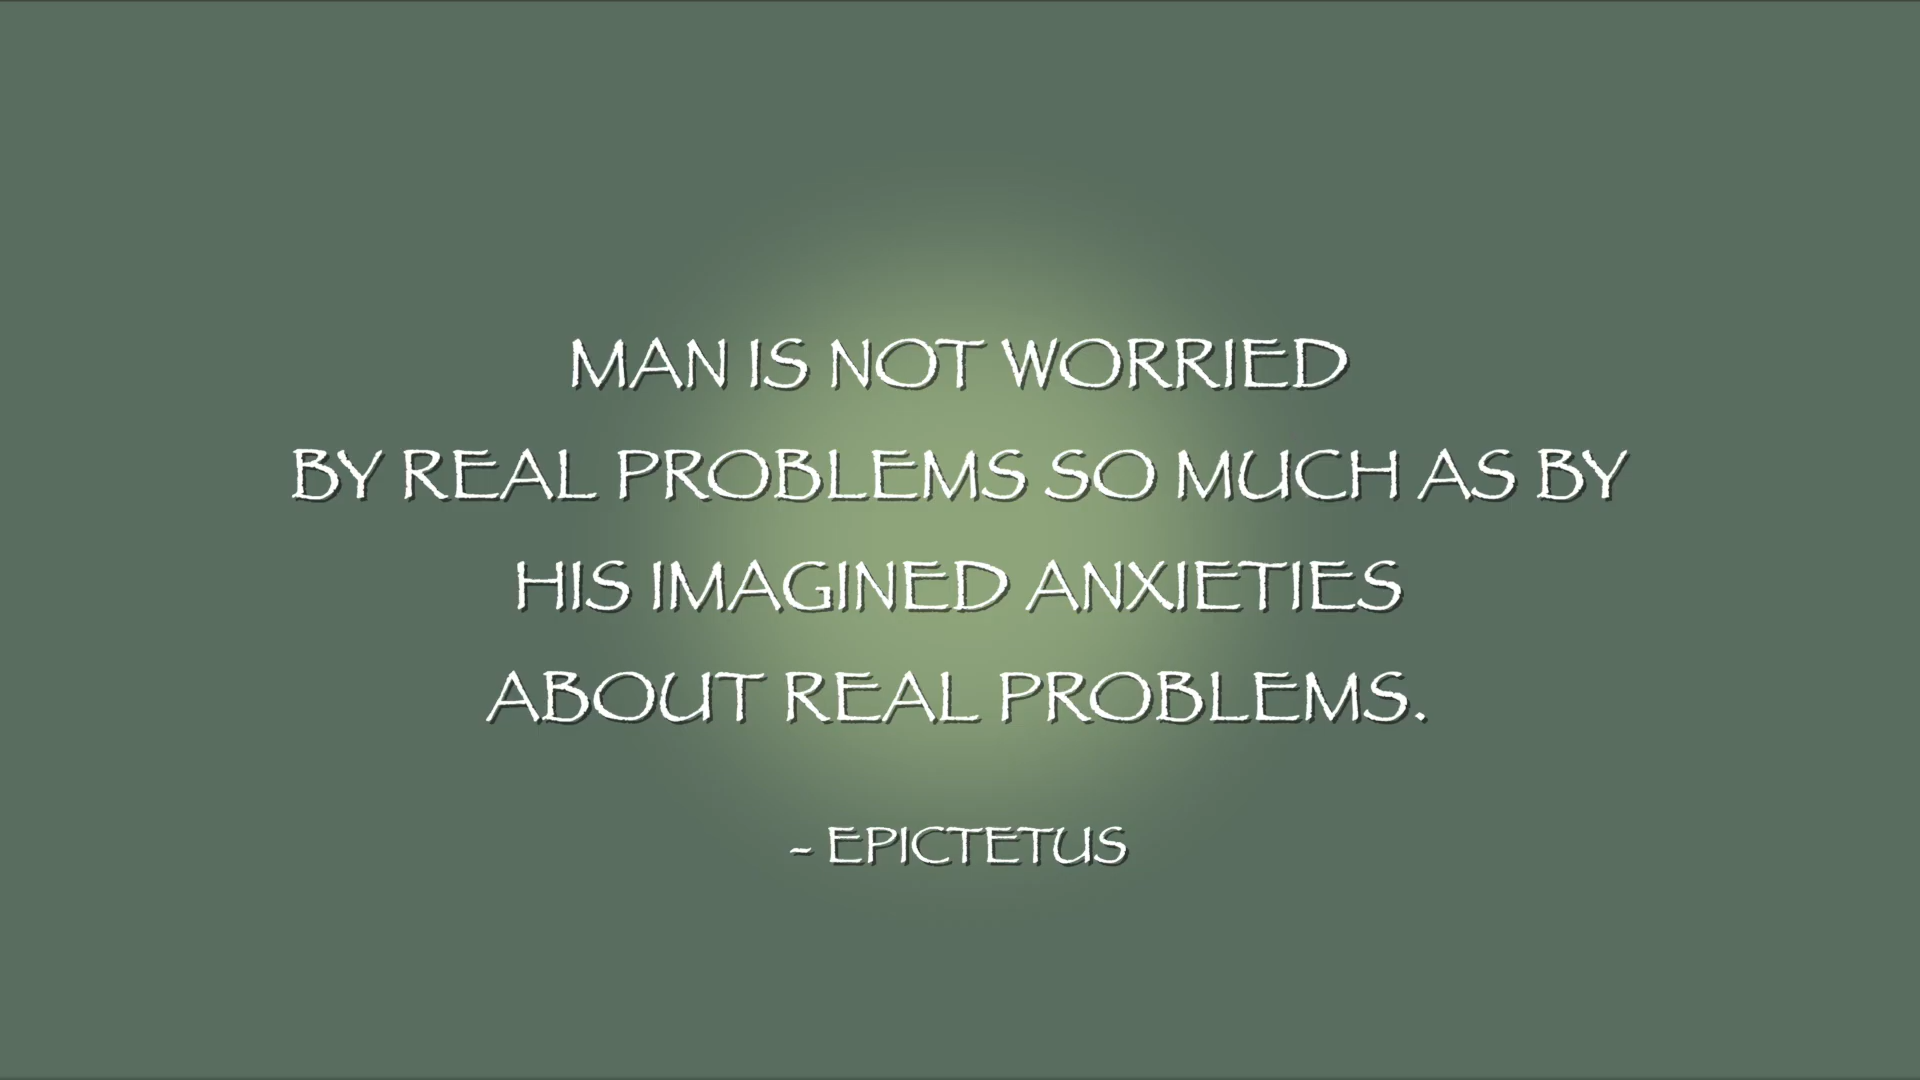 MAN IS NOT WORRIED
BY REAL PROBLEMS SO MUCH AS BY
HIS IMAGINED ANXIETIES
ABOUT REAL PROBLEMS.
- EPICTETUS